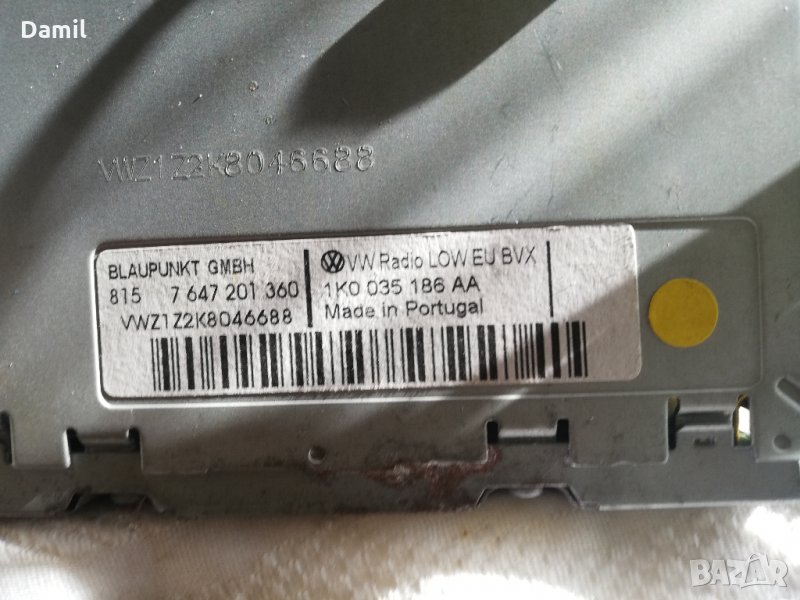 Damil
VWZ1Z2K8046688
BLAUPUNKT GMBH
815 7 647 201 360
VWZ1Z2K8046688
VW Radio LOW EU BVX
1K0 035 186 AA
Made in Portugal
BAZAR